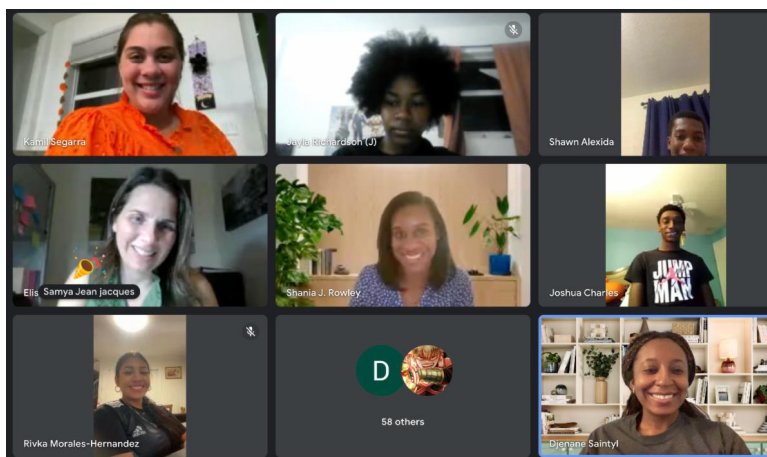 Kamil Segarra
Jayla Richardson (J)
Shawn Alexida
Elis
Samya Jean jacques
Shania J. Rowley
JUMP
MAN
Joshua Charles
Rivka Morales-Hernandez
D
58 others
Djenane Saintyl